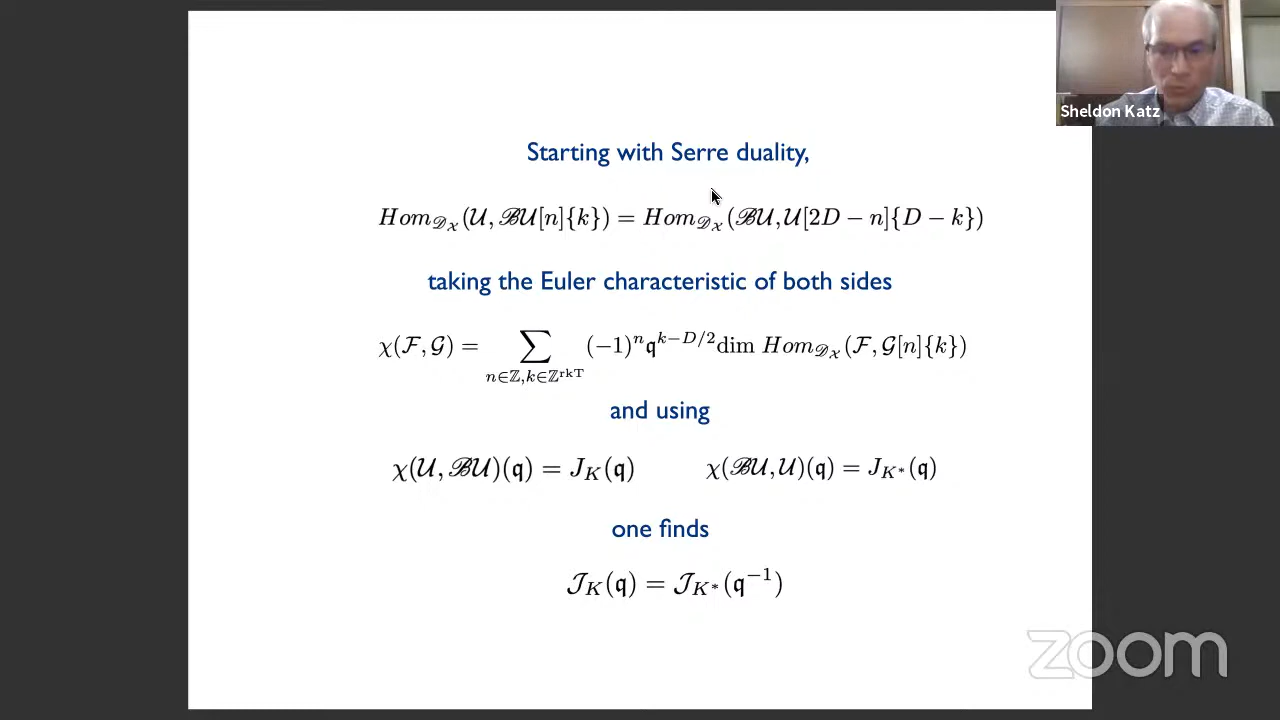 Sheldon Katz
Starting with Serre duality,
Hom_{𝒟_𝒳}(𝒰, ℬ𝒰[n]{k}) = Hom_{𝒟_𝒳}(ℬ𝒰, 𝒰[2D − n]{D − k})
taking the Euler characteristic of both sides
χ(ℱ, 𝒢) = ∑_{n∈ℤ, k∈ℤ^{rkT}} (−1)^n 𝔮^{k−D/2} dim Hom_{𝒟_𝒳}(ℱ, 𝒢[n]{k})
and using
χ(𝒰, ℬ𝒰)(𝔮) = J_K(𝔮) χ(ℬ𝒰, 𝒰)(𝔮) = J_{K*}(𝔮)
one finds
𝒥_K(𝔮) = 𝒥_{K*}(𝔮^{−1})
zoom